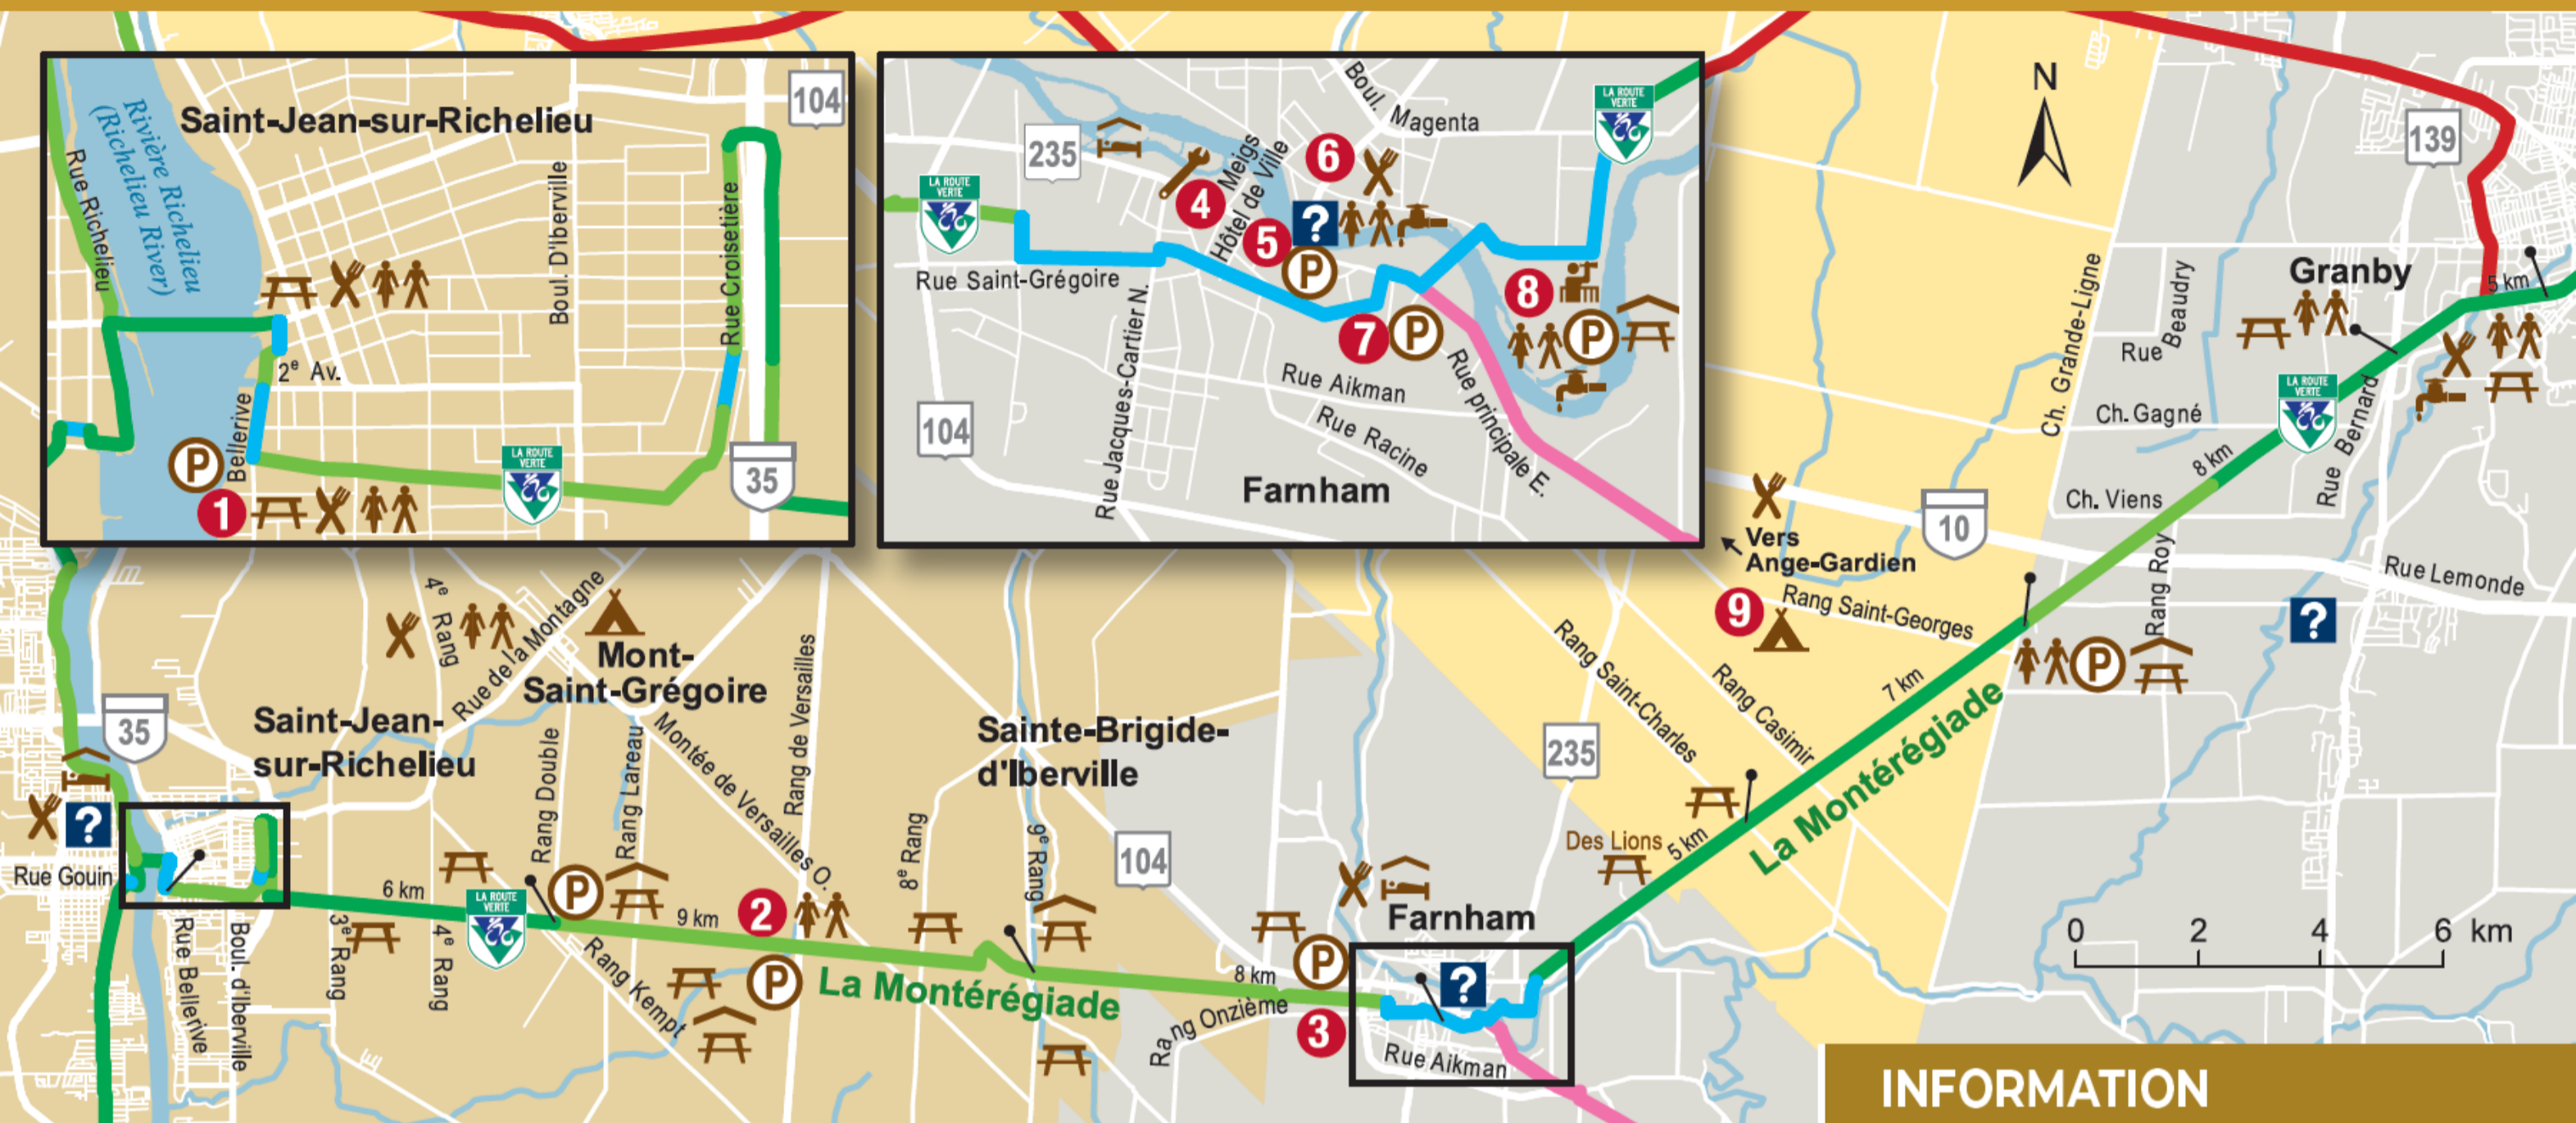 Saint-Jean-sur-Richelieu
104
Rivière Richelieu
(Richelieu River)
Rue Richelieu
Boul. D'Iberville
Rue Croisetière
2e Av.
Bellerive
P
1
LA ROUTE
VERTE
35
Boul. Magenta
LA ROUTE
VERTE
235
6
Meigs
4
Hôtel de Ville
?
5
P
LA ROUTE
VERTE
Rue Saint-Grégoire
8
7
P
P
Rue Jacques-Cartier N.
Rue Aikman
Rue Racine
Rue principale E.
104
Farnham
N
139
Granby
5 km
Ch. Grande-Ligne
Rue Beaudry
Ch. Gagné
LA ROUTE
VERTE
Rue Bernard
8 km
Ch. Viens
10
Vers
Ange-Gardien
Rang Roy
Rue Lemonde
9
Rang Saint-Georges
?
P
4e Rang
Rue de la Montagne
Mont-
Saint-Grégoire
Rang de Versailles
35
Saint-Jean-
sur-Richelieu
Rang Double
Rang Lareau
Montée de Versailles O.
Sainte-Brigide-
d'Iberville
Rang Saint-Charles
Rang Casimir
7 km
235
La Montérégiade
?
Rue Gouin
6 km
LA ROUTE
VERTE
P
9 km
2
8e Rang
9e Rang
104
Des Lions
5 km
Farnham
0 2 4 6 km
Rue Bellerive
Boul. d'Iberville
3e Rang
4e Rang
Rang Kempt
P
La Montérégiade
8 km
P
?
Rang Onzième
3
Rue Aikman
INFORMATION